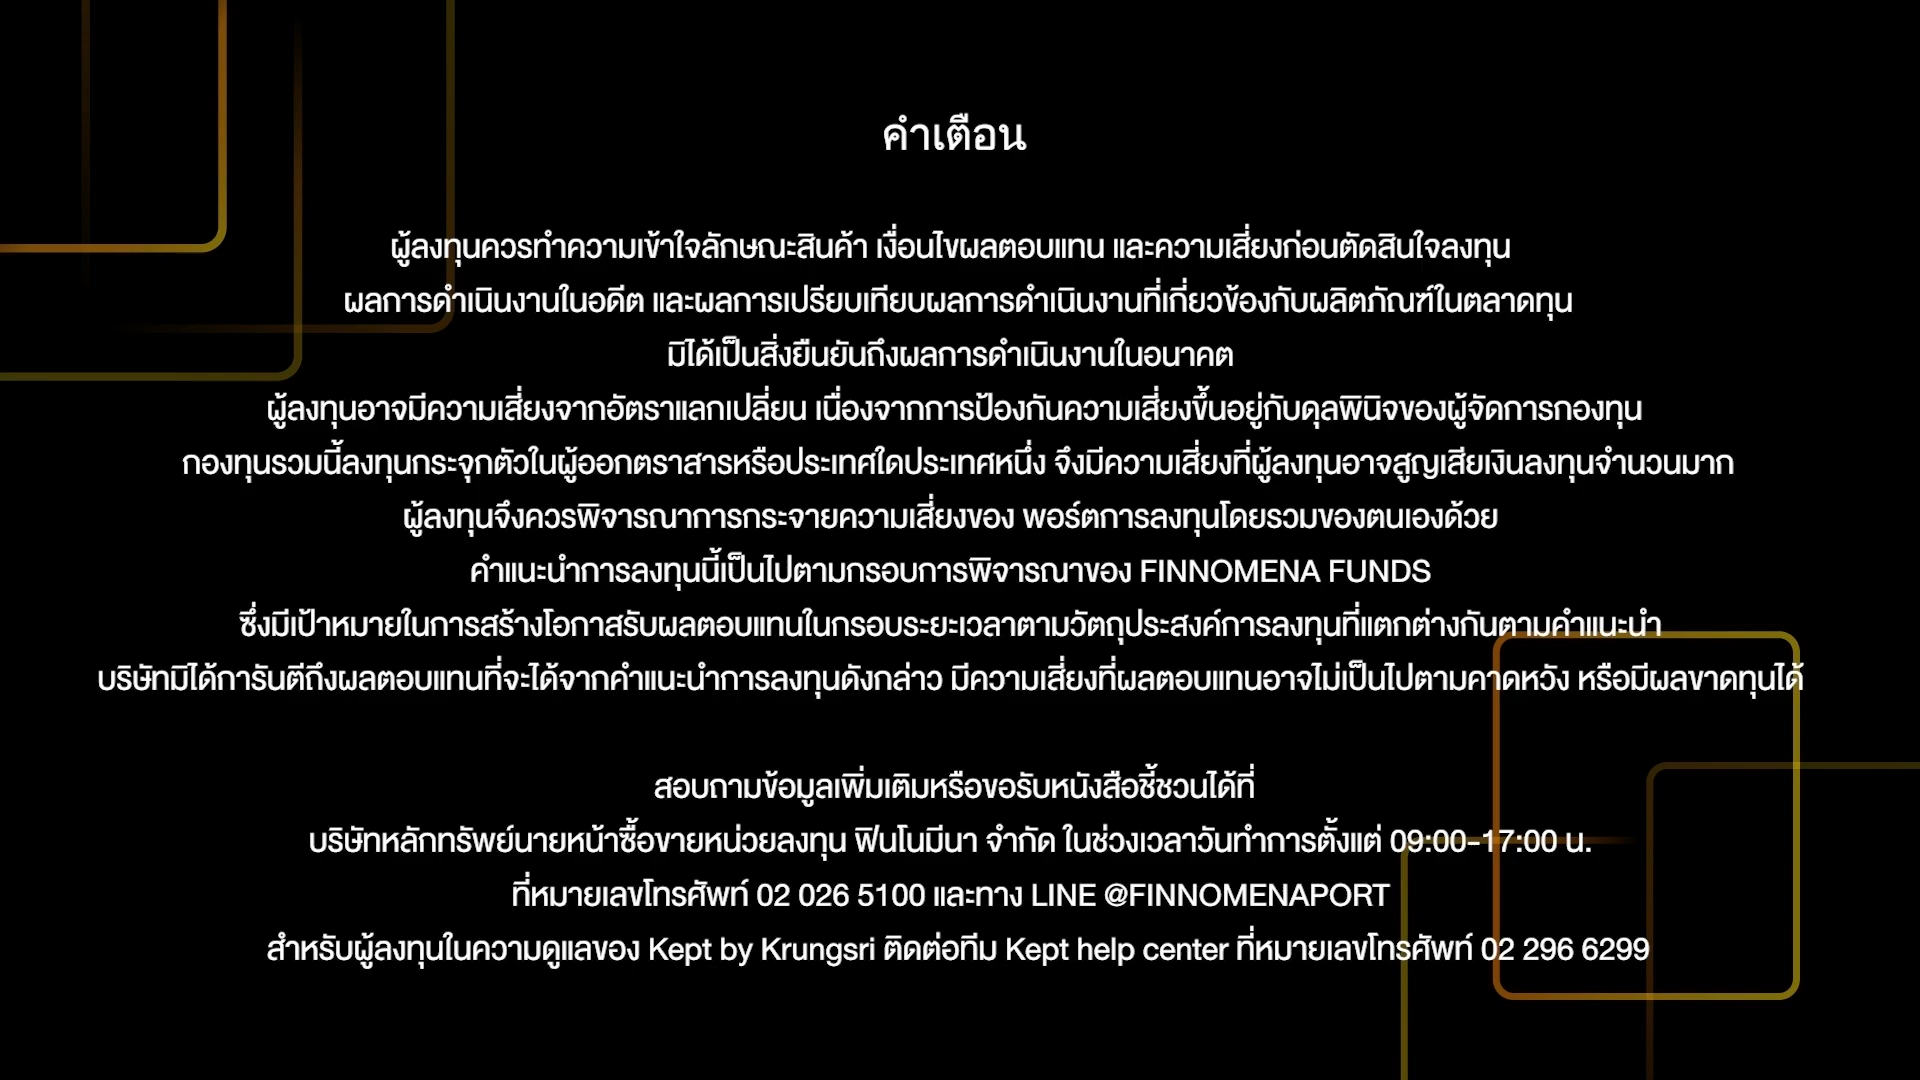 คำเตือน
ผู้ลงทุนควรทำความเข้าใจลักษณะสินค้า เงื่อนไขผลตอบแทน และความเสี่ยงก่อนตัดสินใจลงทุน
ผลการดำเนินงานในอดีต และผลการเปรียบเทียบผลการดำเนินงานที่เกี่ยวข้องกับผลิตภัณฑ์ในตลาดทุน
มิได้เป็นสิ่งยืนยันถึงผลการดำเนินงานในอนาคต
ผู้ลงทุนอาจมีความเสี่ยงจากอัตราแลกเปลี่ยน เนื่องจากการป้องกันความเสี่ยงขึ้นอยู่กับดุลพินิจของผู้จัดการกองทุน
กองทุนรวมนี้ลงทุนกระจุกตัวในผู้ออกตราสารหรือประเทศใดประเทศหนึ่ง จึงมีความเสี่ยงที่ผู้ลงทุนอาจสูญเสียเงินลงทุนจำนวนมาก
ผู้ลงทุนจึงควรพิจารณาการกระจายความเสี่ยงของ พอร์ตการลงทุนโดยรวมของตนเองด้วย
คำแนะนำการลงทุนนี้เป็นไปตามกรอบการพิจารณาของ FINNOMENA FUNDS
ซึ่งมีเป้าหมายในการสร้างโอกาสรับผลตอบแทนในกรอบระยะเวลาตามวัตถุประสงค์การลงทุนที่แตกต่างกันตามคำแนะนำ
บริษัทมิได้การันตีถึงผลตอบแทนที่จะได้จากคำแนะนำการลงทุนดังกล่าว มีความเสี่ยงที่ผลตอบแทนอาจไม่เป็นไปตามคาดหวัง หรือมีผลขาดทุนได้
สอบถามข้อมูลเพิ่มเติมหรือขอรับหนังสือชี้ชวนได้ที่
บริษัทหลักทรัพย์นายหน้าซื้อขายหน่วยลงทุน ฟินโนมีนา จำกัด ในช่วงเวลาวันทำการตั้งแต่ 09:00-17:00 น.
ที่หมายเลขโทรศัพท์ 02 026 5100 และทาง LINE @FINNOMENAPORT
สำหรับผู้ลงทุนในความดูแลของ Kept by Krungsri ติดต่อทีม Kept help center ที่หมายเลขโทรศัพท์ 02 296 6299